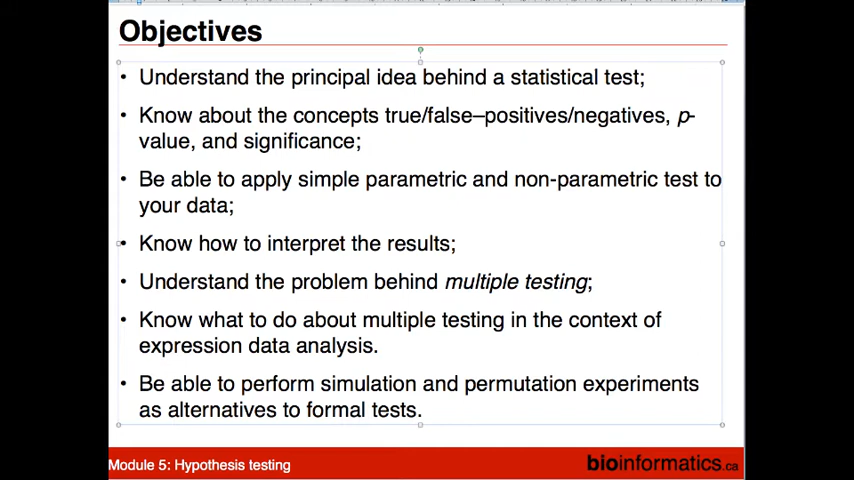 Objectives
• Understand the principal idea behind a statistical test;
• Know about the concepts true/false–positives/negatives, p-
value, and significance;
• Be able to apply simple parametric and non-parametric test to
your data;
• Know how to interpret the results;
• Understand the problem behind multiple testing;
• Know what to do about multiple testing in the context of
expression data analysis.
• Be able to perform simulation and permutation experiments
as alternatives to formal tests.
Module 5: Hypothesis testing
bioinformatics.ca